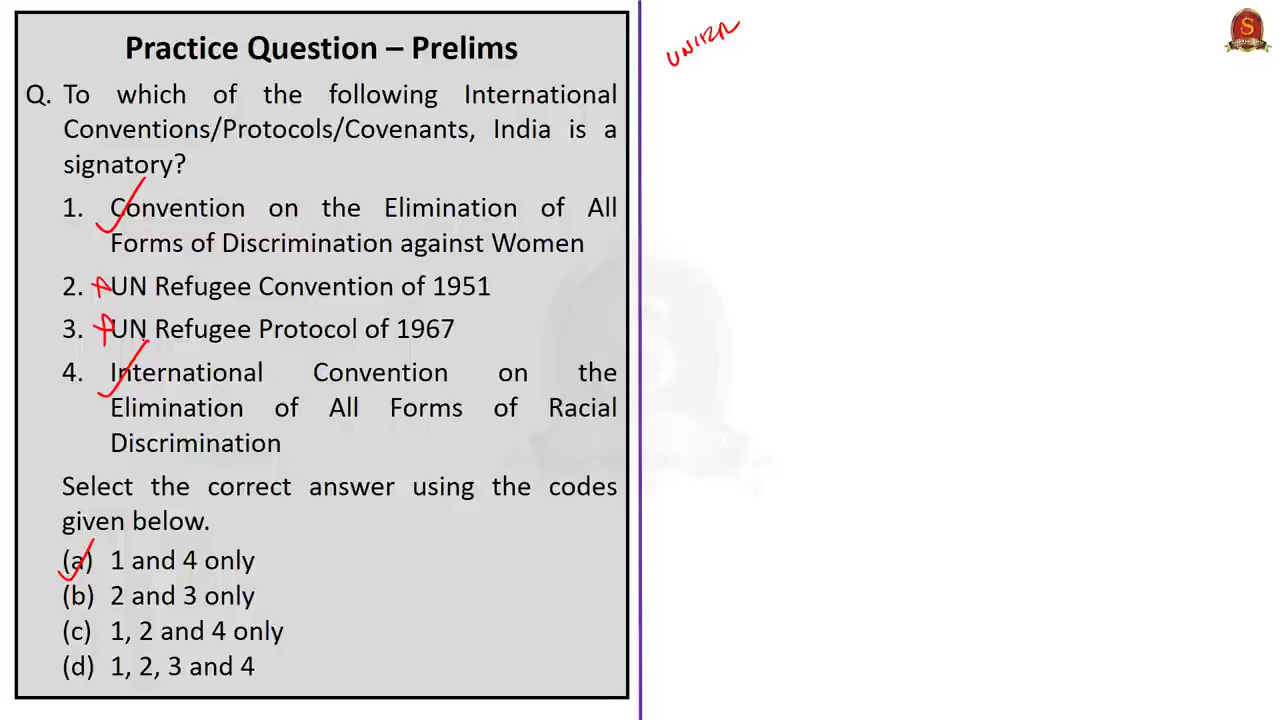 Practice Question – Prelims
Q. To which of the following International
Conventions/Protocols/Covenants, India is a
signatory?
1. Convention on the Elimination of All
Forms of Discrimination against Women
2. UN Refugee Convention of 1951
3. UN Refugee Protocol of 1967
4. International Convention on the
Elimination of All Forms of Racial
Discrimination
Select the correct answer using the codes
given below.
(a) 1 and 4 only
(b) 2 and 3 only
(c) 1, 2 and 4 only
(d) 1, 2, 3 and 4
S